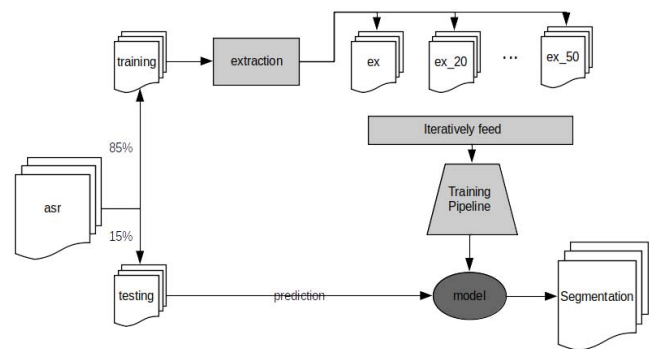 training
extraction
ex
ex_20
...
ex_50
85%
Iteratively feed
Training
Pipeline
asr
15%
testing
prediction
model
Segmentation